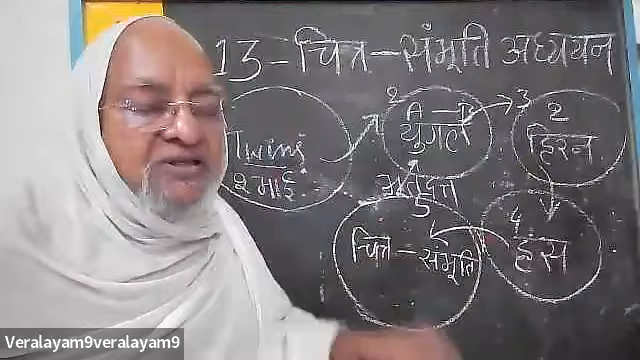 13 - चित्र - संभूति अध्ययन
Twins
2 भाई
2
युगल
3
2
हिरन
4
हंस
5
चित्र - संभूति
Veralayam9veralayam9